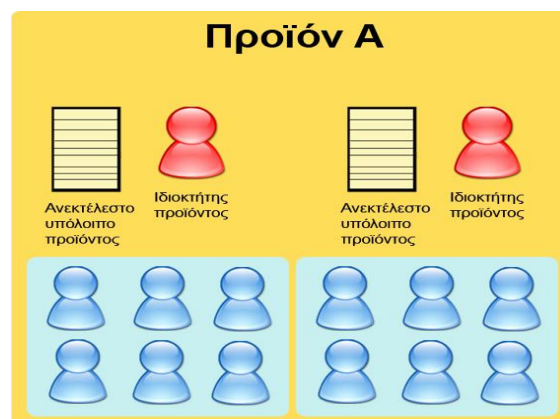 Προϊόν Α
Ανεκτέλεστο
υπόλοιπο
προϊόντος
Ιδιοκτήτης
προϊόντος
Ανεκτέλεστο
υπόλοιπο
προϊόντος
Ιδιοκτήτης
προϊόντος